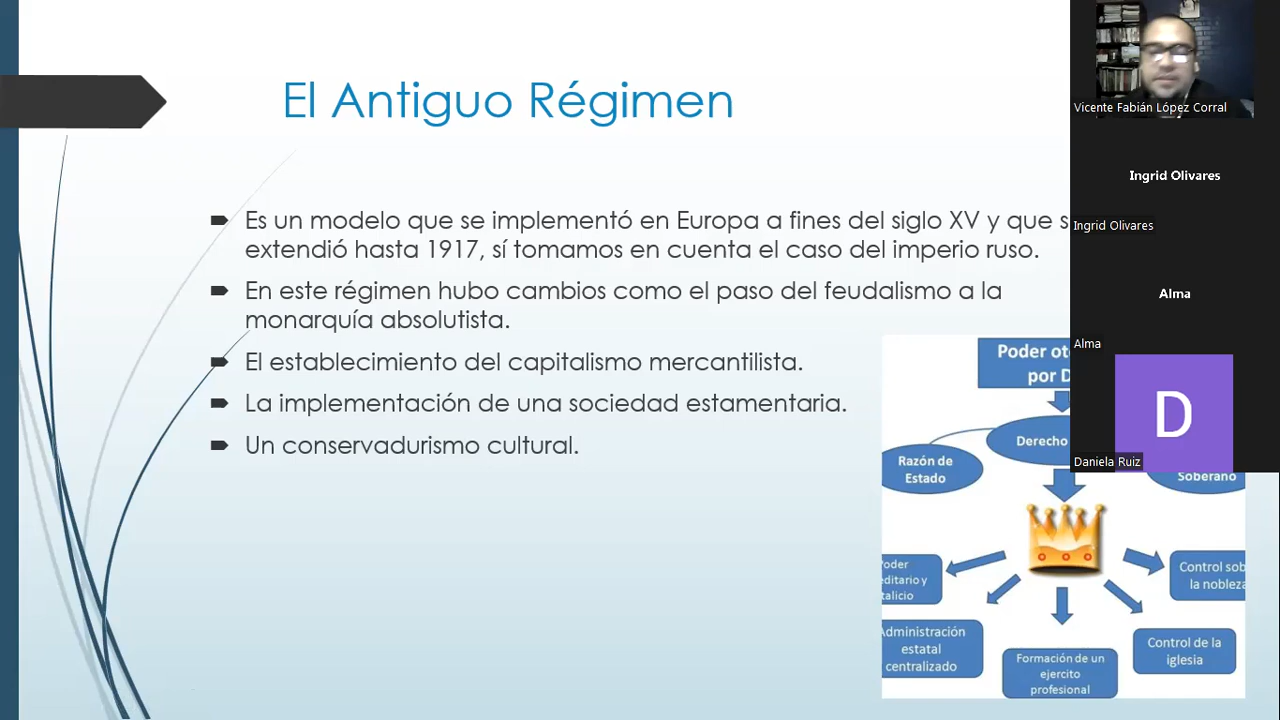 El Antiguo Régimen
Es un modelo que se implementó en Europa a fines del siglo XV y que s
extendió hasta 1917, sí tomamos en cuenta el caso del imperio ruso.
En este régimen hubo cambios como el paso del feudalismo a la
monarquía absolutista.
El establecimiento del capitalismo mercantilista.
La implementación de una sociedad estamentaria.
Un conservadurismo cultural.
Poder ot
por D
Derecho
Razón de
Estado
Soberano
Poder
editario y
talicio
Control sob
la nobleza
Administración
estatal
centralizado
Formación de un
ejercito
profesional
Control de la
iglesia
Vicente Fabián López Corral
Ingrid Olivares
Ingrid Olivares
Alma
Alma
D
Daniela Ruiz